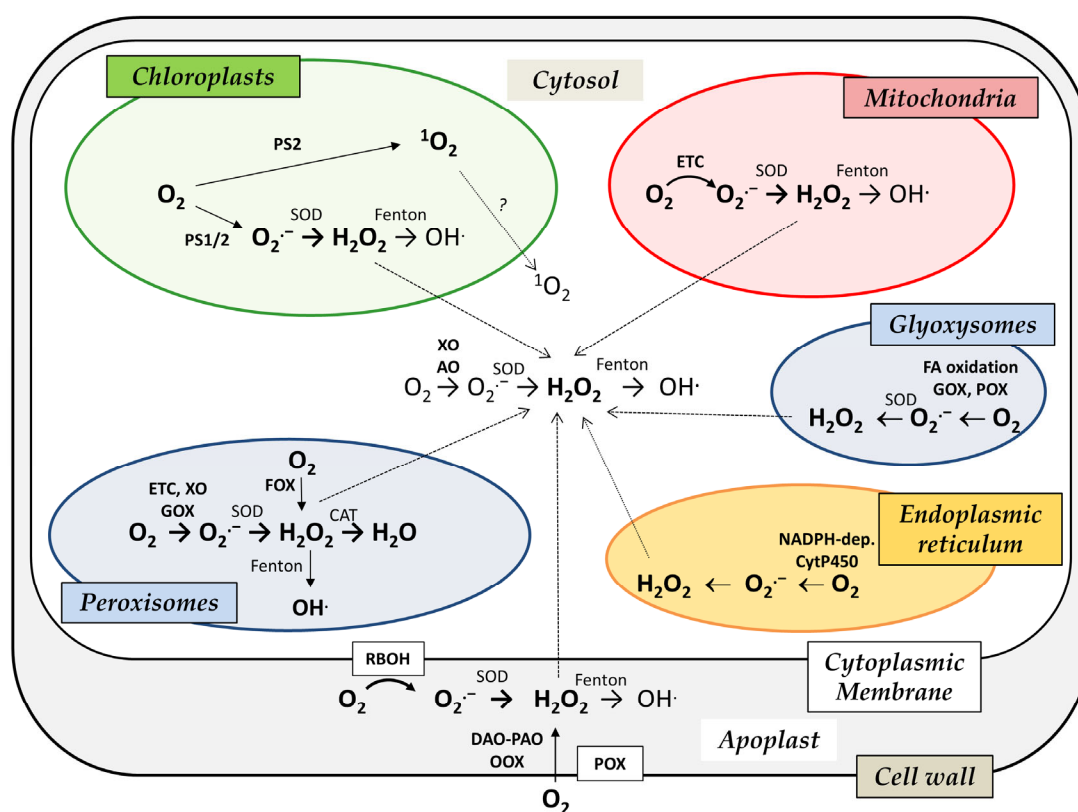 Chloroplasts
Cytosol
Mitochondria
PS2
¹O₂
O₂
PS1/2
O₂·⁻ SOD → H₂O₂ Fenton → OH·
?
¹O₂
ETC
O₂ O₂·⁻ SOD → H₂O₂ Fenton → OH·
Glyoxysomes
FA oxidation
GOX, POX
H₂O₂ ← SOD O₂·⁻ ← O₂
XO
AO
O₂ → O₂·⁻ SOD → H₂O₂ Fenton → OH·
O₂
FOX
ETC, XO
GOX
O₂ → O₂·⁻ SOD → H₂O₂ CAT → H₂O
Fenton
OH·
Peroxisomes
Endoplasmic
reticulum
NADPH-dep.
CytP450
H₂O₂ ← O₂·⁻ ← O₂
RBOH
O₂ O₂·⁻ SOD → H₂O₂ Fenton → OH·
Cytoplasmic
Membrane
DAO-PAO
OOX
POX
O₂
Apoplast
Cell wall